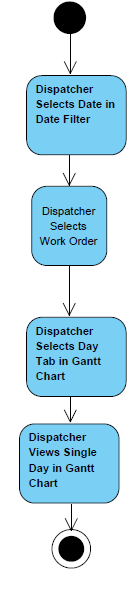 Dispatcher
Selects Date in
Date Filter
Dispatcher
Selects
Work Order
Dispatcher
Selects Day
Tab in Gantt
Chart
Dispatcher
Views Single
Day in Gantt
Chart